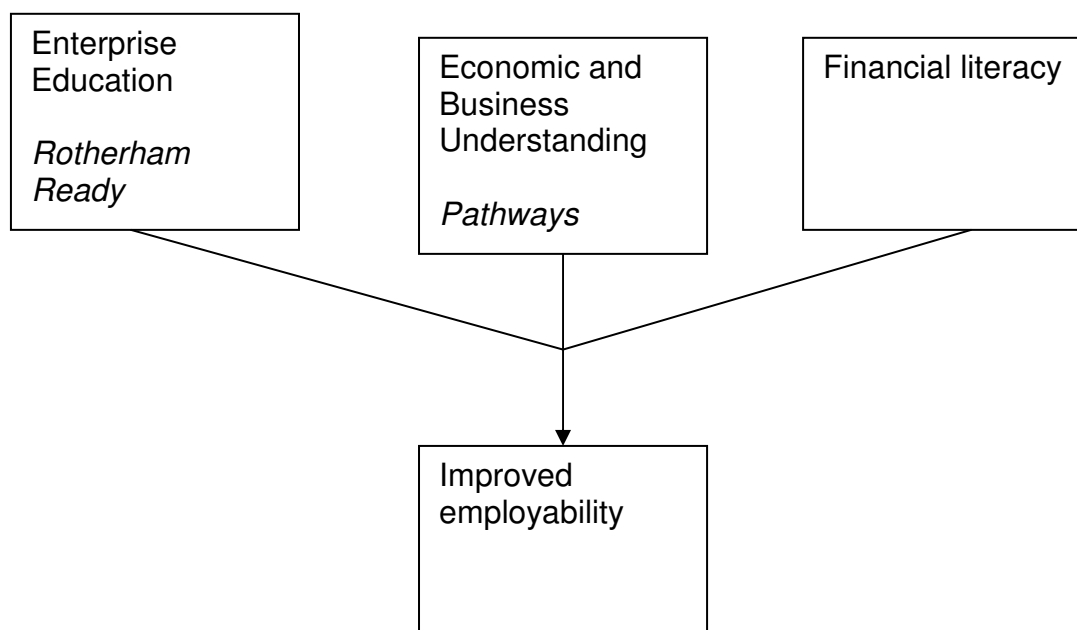 Enterprise
Education
Rotherham
Ready
Economic and
Business
Understanding
Pathways
Financial literacy
Improved
employability